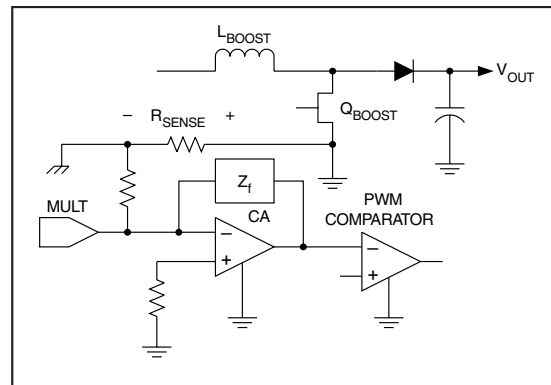 L_BOOST
V_OUT
Q_BOOST
– R_SENSE +
Z_f
MULT
CA
PWM
COMPARATOR
–
+
–
+